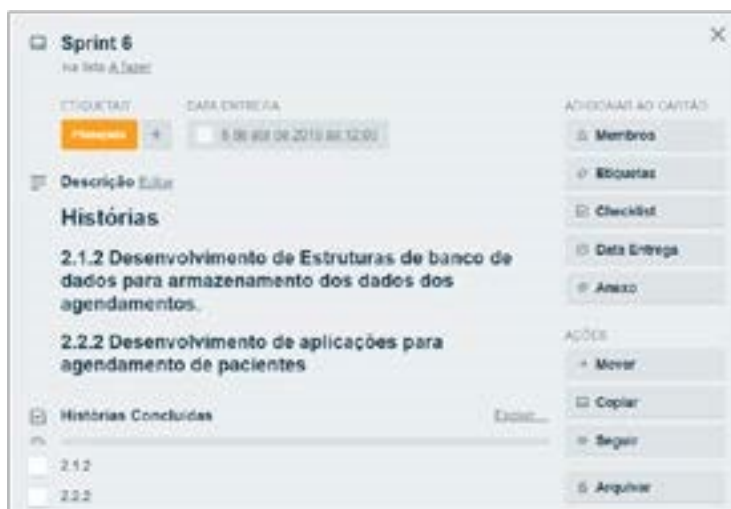 Sprint 6
na lista A fazer
ETIQUETAS DATA ENTREGA
Planejado +
ADICIONAR AO CARTÃO
Membros
Etiquetas
Checklist
Data Entrega
Anexo
AÇÕES
Mover
Copiar
Seguir
Arquivar
Descrição Editar
Histórias
2.1.2 Desenvolvimento de Estruturas de banco de
dados para armazenamento dos dados dos
agendamentos.
2.2.2 Desenvolvimento de aplicações para
agendamento de pacientes
Histórias Concluídas
2.1.2
2.2.2